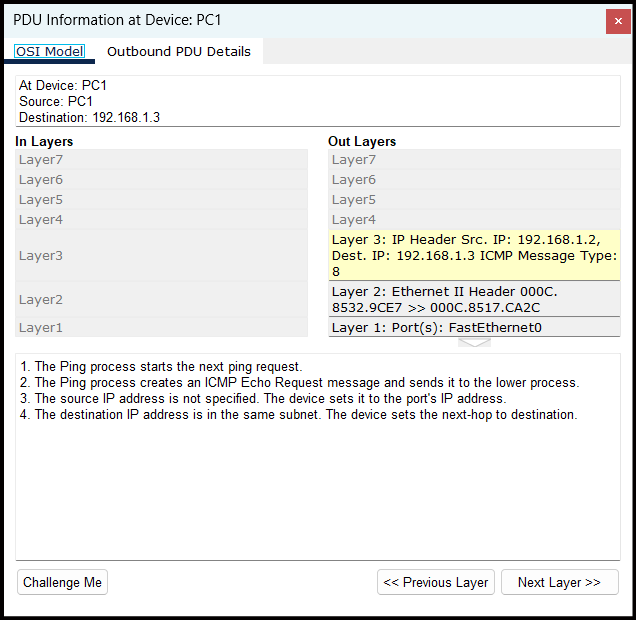 PDU Information at Device: PC1
OSI Model
Outbound PDU Details
At Device: PC1
Source: PC1
Destination: 192.168.1.3
In Layers
Layer7
Layer6
Layer5
Layer4
Layer3
Layer2
Layer1
Out Layers
Layer7
Layer6
Layer5
Layer4
Layer 3: IP Header Src. IP: 192.168.1.2,
Dest. IP: 192.168.1.3 ICMP Message Type:
8
Layer 2: Ethernet II Header 000C.
8532.9CE7 >> 000C.8517.CA2C
Layer 1: Port(s): FastEthernet0
1. The Ping process starts the next ping request.
2. The Ping process creates an ICMP Echo Request message and sends it to the lower process.
3. The source IP address is not specified. The device sets it to the port's IP address.
4. The destination IP address is in the same subnet. The device sets the next-hop to destination.
Challenge Me
<< Previous Layer
Next Layer >>